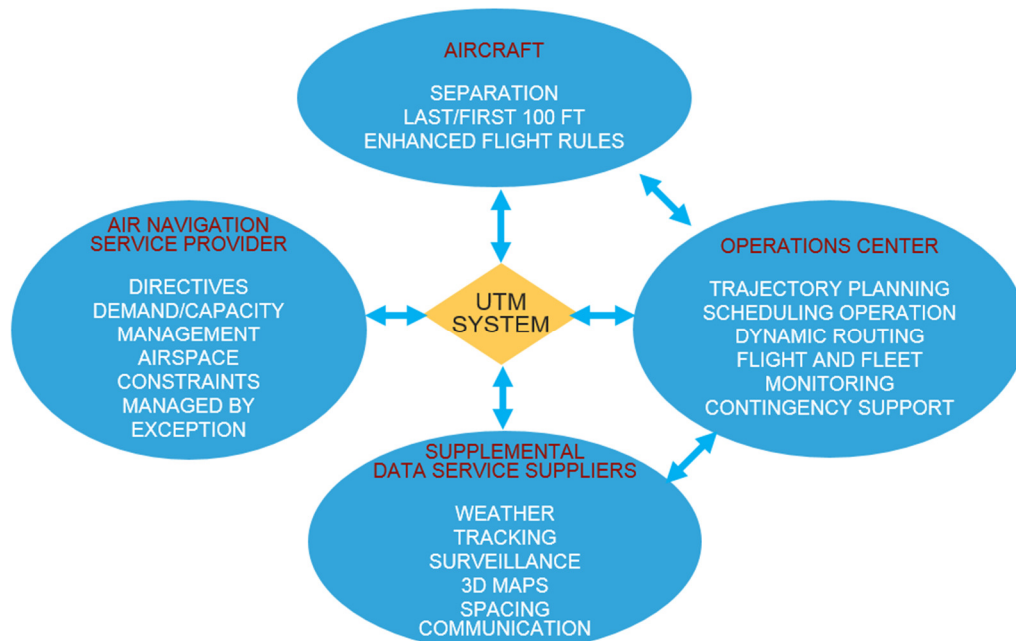 AIRCRAFT
SEPARATION
LAST/FIRST 100 FT
ENHANCED FLIGHT RULES
AIR NAVIGATION
SERVICE PROVIDER
DIRECTIVES
DEMAND/CAPACITY
MANAGEMENT
AIRSPACE
CONSTRAINTS
MANAGED BY
EXCEPTION
UTM
SYSTEM
OPERATIONS CENTER
TRAJECTORY PLANNING
SCHEDULING OPERATION
DYNAMIC ROUTING
FLIGHT AND FLEET
MONITORING
CONTINGENCY SUPPORT
SUPPLEMENTAL
DATA SERVICE SUPPLIERS
WEATHER
TRACKING
SURVEILLANCE
3D MAPS
SPACING
COMMUNICATION